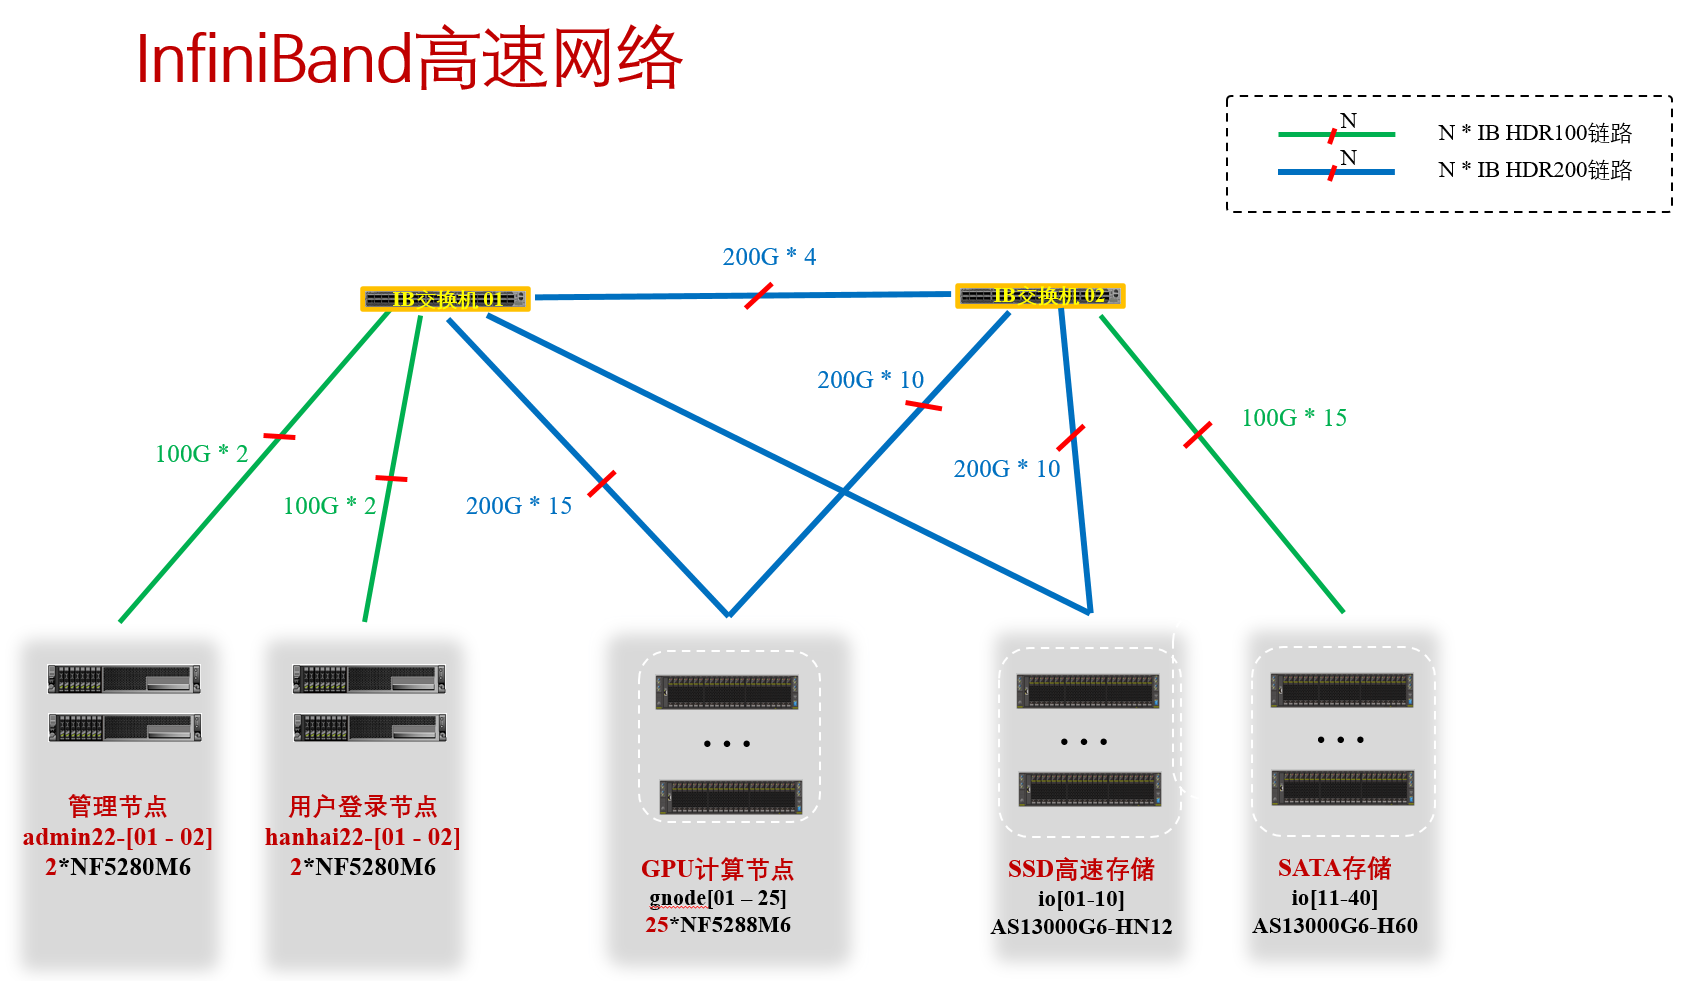 InfiniBand高速网络
N
N * IB HDR100链路
N
N * IB HDR200链路
200G * 4
IB交换机 01
IB交换机 02
200G * 10
100G * 15
100G * 2
200G * 10
100G * 2
200G * 15
管理节点
admin22-[01 - 02]
2*NF5280M6
用户登录节点
hanhai22-[01 - 02]
2*NF5280M6
GPU计算节点
gnode[01 – 25]
25*NF5288M6
SSD高速存储
io[01-10]
AS13000G6-HN12
SATA存储
io[11-40]
AS13000G6-H60